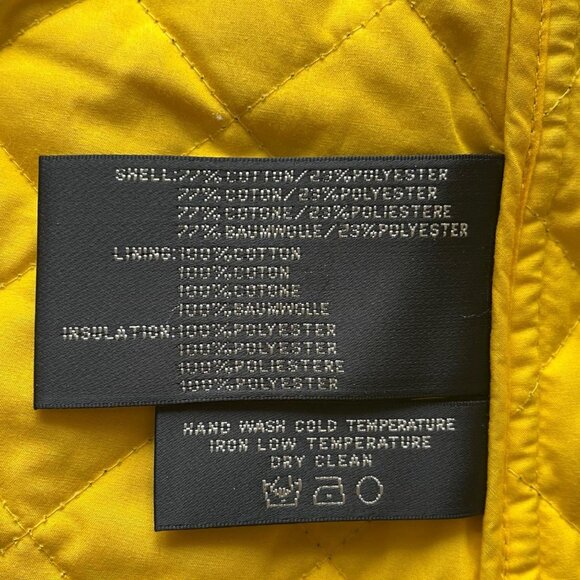 SHELL:77%COTTON/23%POLYESTER
77%COTON/23%POLYESTER
77%COTONE/23%POLIESTERE
77%BAUMWOLLE/23%POLYESTER
LINING:100%COTTON
100%COTON
100%COTONE
100%BAUMWOLLE
INSULATION:100%POLYESTER
100%POLYESTER
100%POLIESTERE
100%POLYESTER
HAND WASH COLD TEMPERATURE
IRON LOW TEMPERATURE
DRY CLEAN